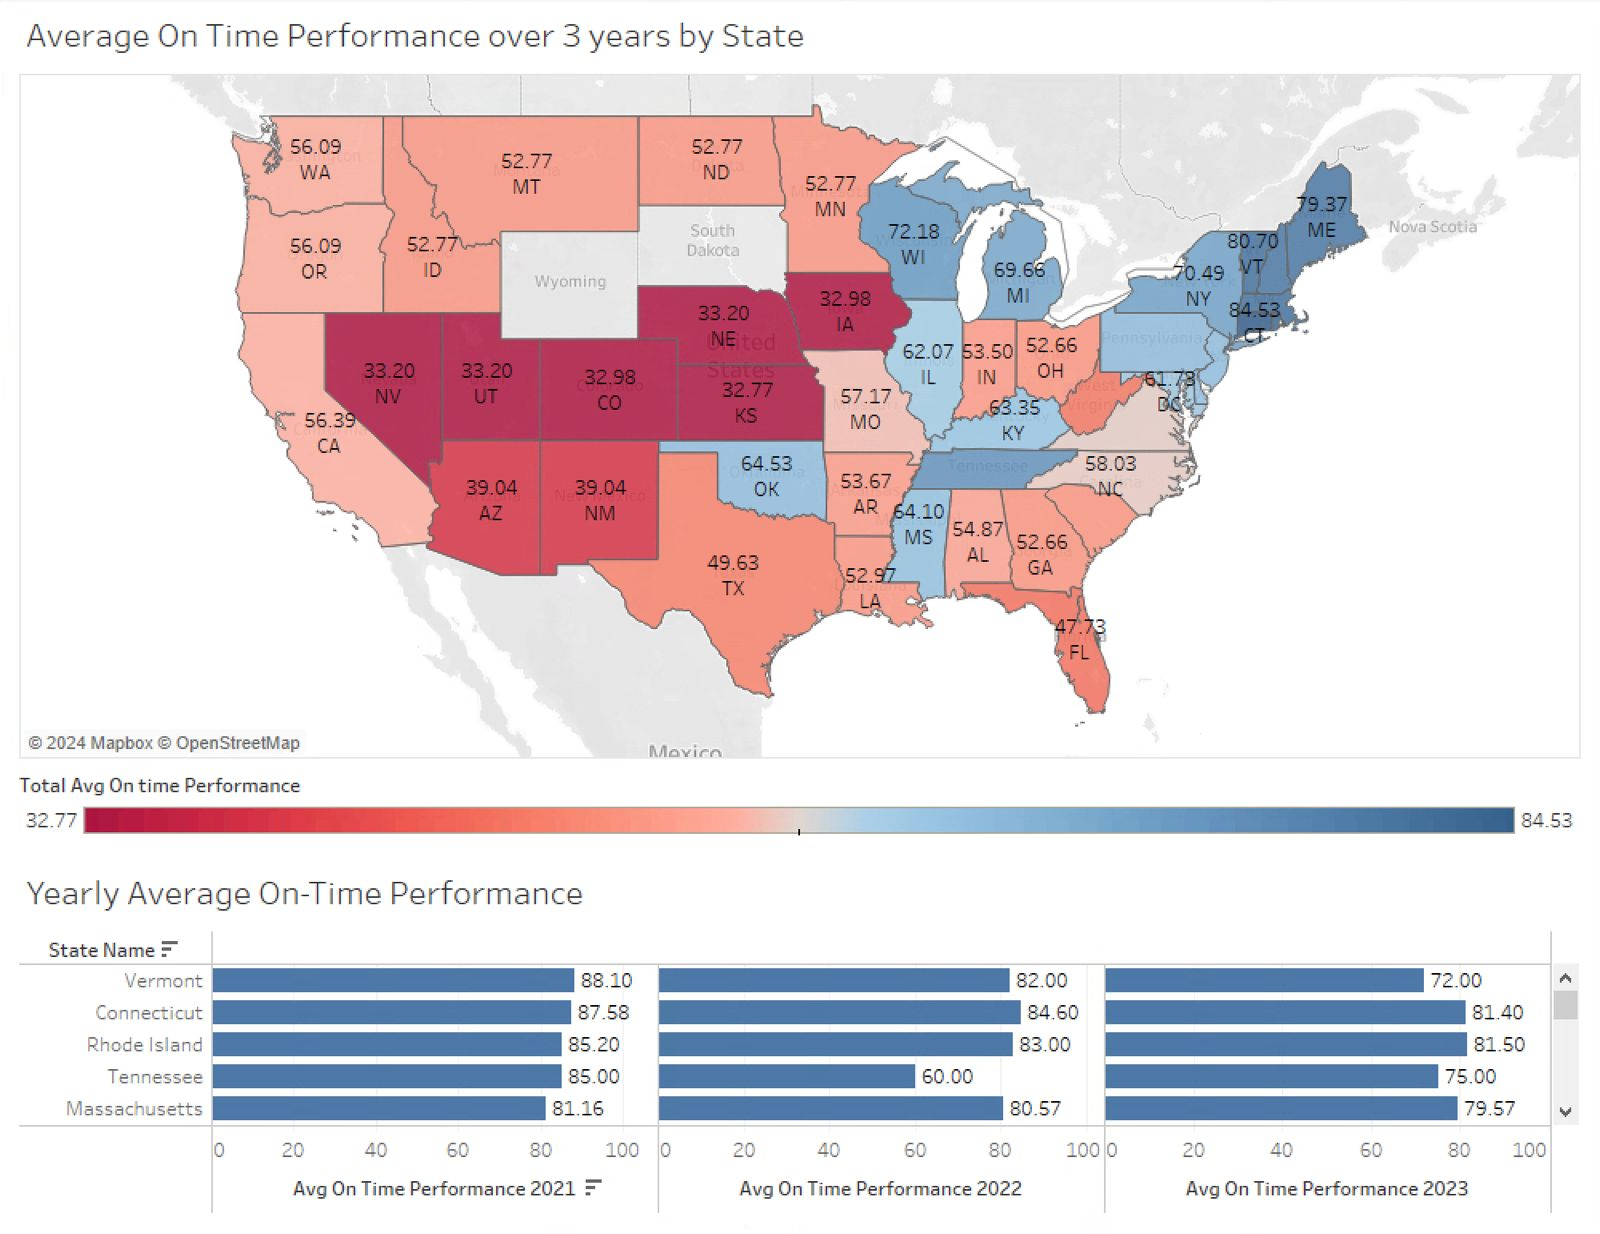 Average On Time Performance over 3 years by State
56.09
WA
52.77
MT
52.77
ND
52.77
MN
56.09
OR
52.77
ID
South
Dakota
Wyoming
72.18
WI
69.66
MI
79.37
ME
Nova Scotia
80.70
VT
70.49
NY
84.53
CT
Pennsylvania
33.20
NE
United
States
32.98
IA
62.07
IL
53.50
IN
52.66
OH
West
Virginia
61.73
DC
33.20
NV
33.20
UT
32.98
CO
32.77
KS
57.17
MO
63.35
KY
56.39
CA
39.04
AZ
39.04
NM
64.53
OK
53.67
AR
Tennessee
58.03
NC
64.10
MS
54.87
AL
52.66
GA
49.63
TX
52.97
LA
47.73
FL
Mexico
© 2024 Mapbox © OpenStreetMap
Total Avg On time Performance
32.77 84.53
Yearly Average On-Time Performance
State Name
Vermont 88.10 82.00 72.00
Connecticut 87.58 84.60 81.40
Rhode Island 85.20 83.00 81.50
Tennessee 85.00 60.00 75.00
Massachusetts 81.16 80.57 79.57
0 20 40 60 80 100 0 20 40 60 80 100 0 20 40 60 80 100
Avg On Time Performance 2021 Avg On Time Performance 2022 Avg On Time Performance 2023